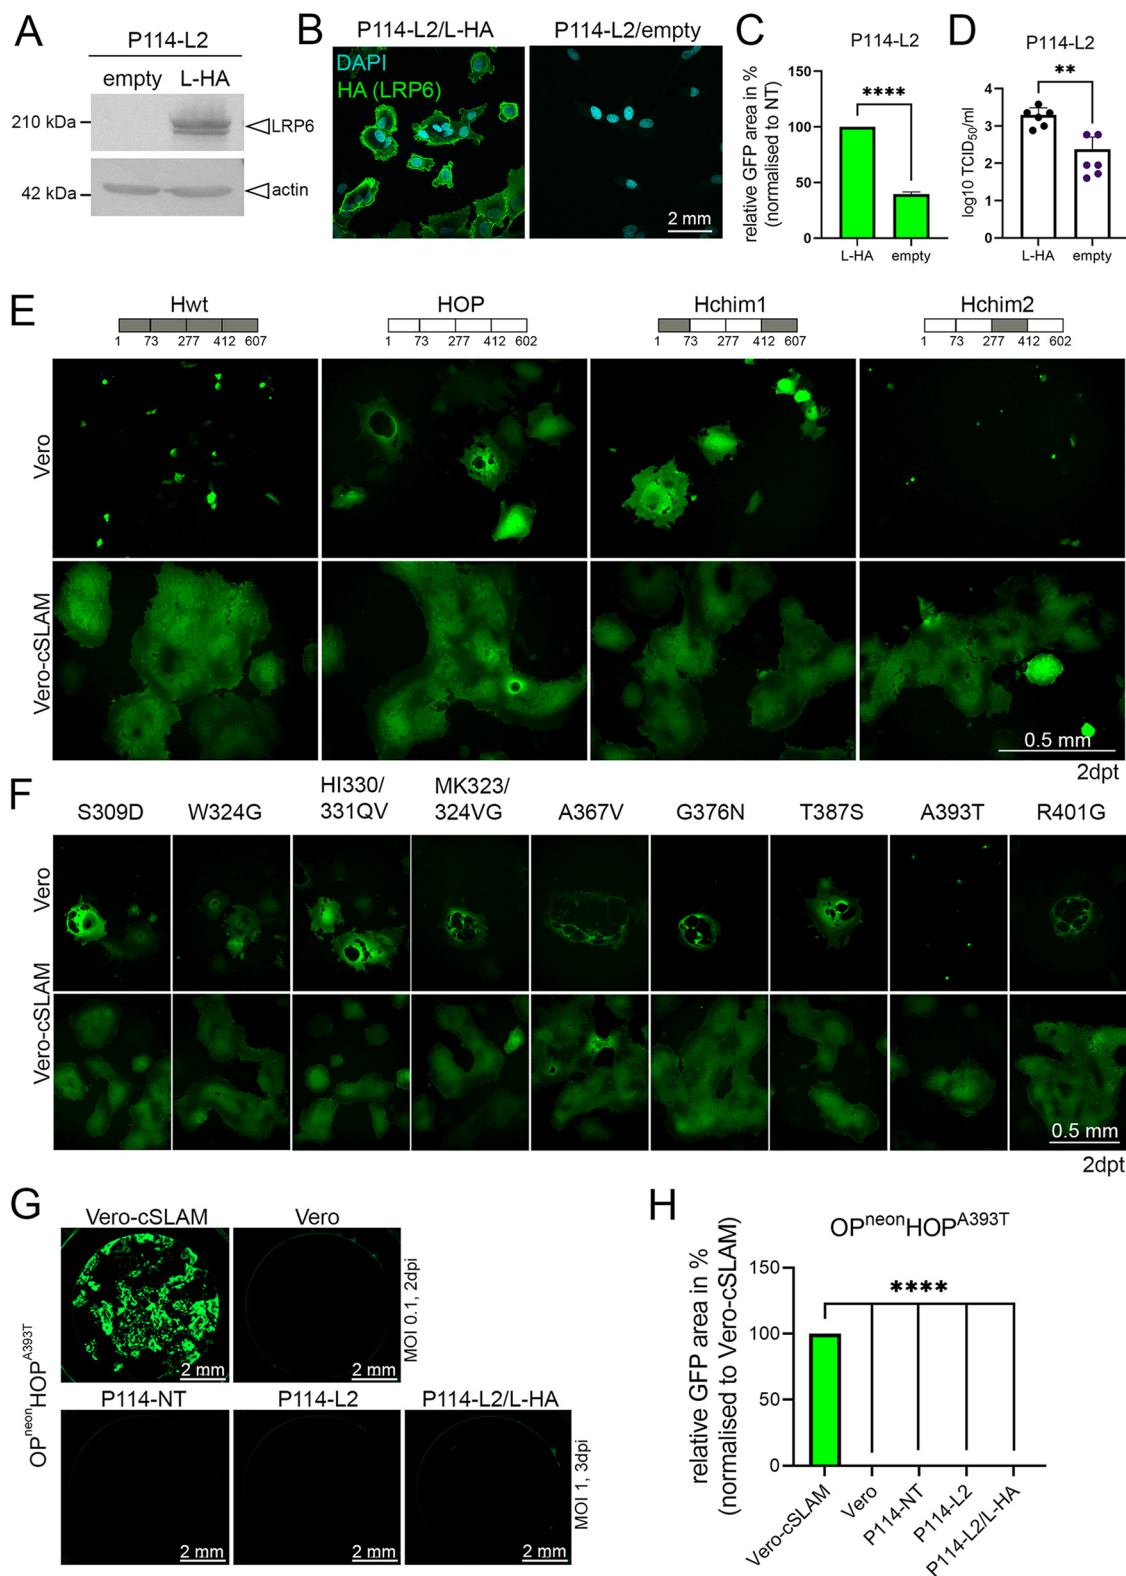 A
P114-L2
empty L-HA
210 kDa
LRP6
42 kDa
actin
B
P114-L2/L-HA P114-L2/empty
DAPI
HA (LRP6)
2 mm
C
P114-L2
relative GFP area in %
(normalised to NT)
150
****
100
50
0
L-HA empty
D
P114-L2
log10 TCID50/ml
**
4
3
2
1
0
L-HA empty
E
Hwt HOP Hchim1 Hchim2
1 73 277 412 607
1 73 277 412 602
1 73 277 412 607
1 73 277 412 602
Vero
Vero-cSLAM
0.5 mm
2dpt
F
S309D
W324G
HI330/
331QV
MK323/
324VG
A367V
G376N
T387S
A393T
R401G
Vero
Vero-cSLAM
0.5 mm
2dpt
G
OPneonHOPA393T
Vero-cSLAM Vero
2 mm 2 mm
MOI 0.1, 2dpi
P114-NT P114-L2 P114-L2/L-HA
2 mm 2 mm 2 mm
MOI 1, 3dpi
H
OPneonHOPA393T
relative GFP area in %
(normalised to Vero-cSLAM)
150
****
100
50
0
Vero-cSLAM
Vero
P114-NT
P114-L2
P114-L2/L-HA